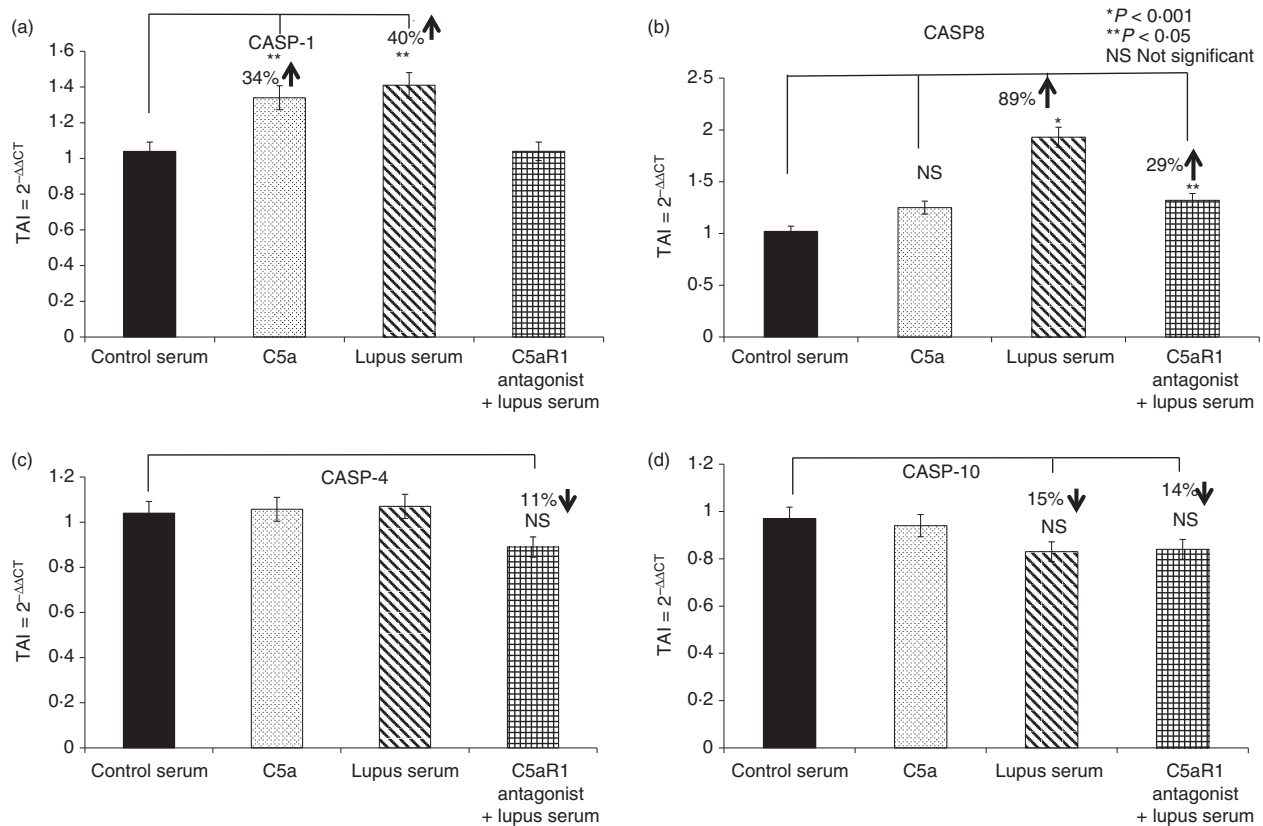 (a)
CASP-1
40%
**
**
34%
1·6
1·4
1·2
1
0·8
0·6
0·4
0·2
0
TAI = 2^−ΔΔCT
Control serum
C5a
Lupus serum
C5aR1
antagonist
+ lupus serum
(b)
CASP8
*P < 0·001
**P < 0·05
NS Not significant
2·5
2
1·5
1
0·5
0
TAI = 2^−ΔΔCT
NS
89%
*
29%
**
Control serum
C5a
Lupus serum
C5aR1
antagonist
+ lupus serum
(c)
CASP-4
1·2
1
0·8
0·6
0·4
0·2
0
TAI = 2^−ΔΔCT
11%
NS
Control serum
C5a
Lupus serum
C5aR1
antagonist
+ lupus serum
(d)
CASP-10
1·2
1
0·8
0·6
0·4
0·2
0
TAI = 2^−ΔΔCT
15%
NS
14%
NS
Control serum
C5a
Lupus serum
C5aR1
antagonist
+ lupus serum